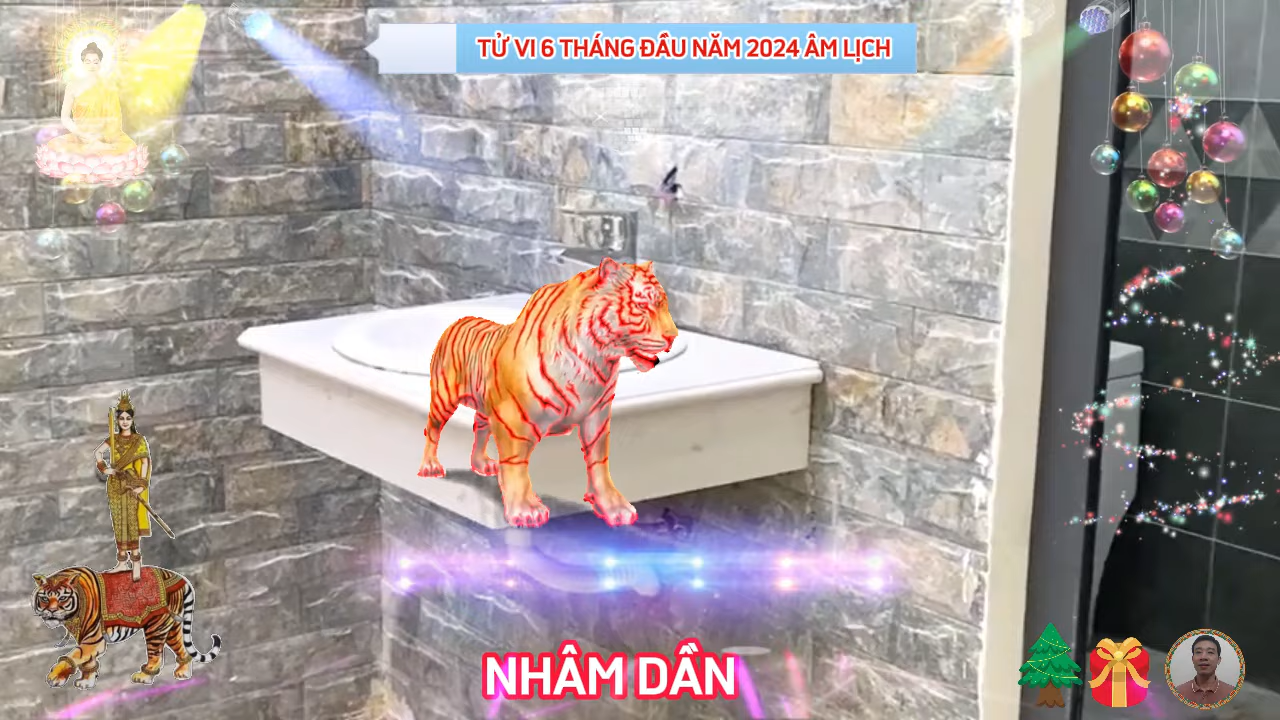 TỬ VI 6 THÁNG ĐẦU NĂM 2024 ÂM LỊCH
NHÂM DẦN